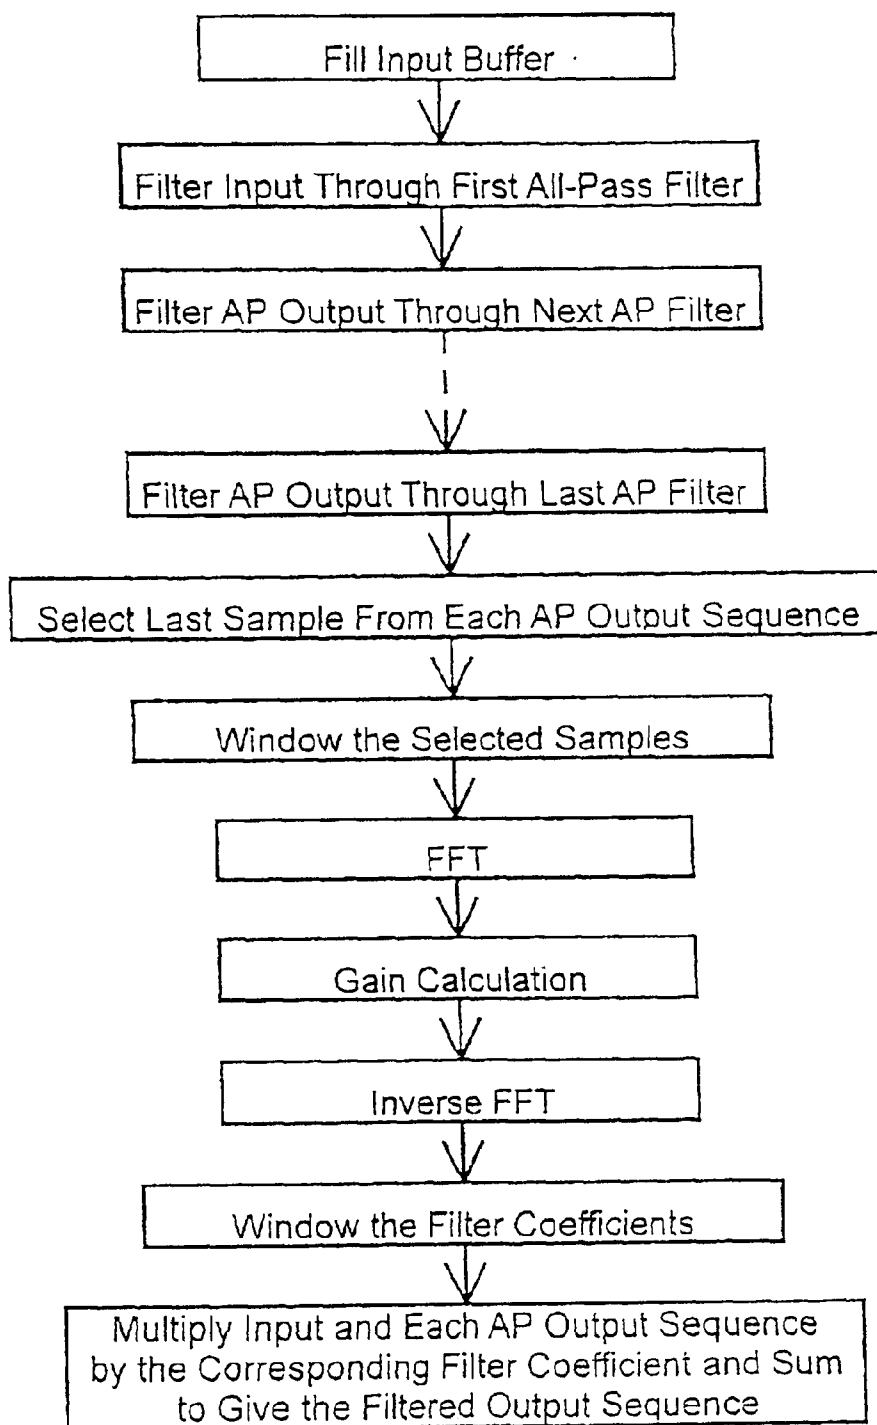 Fill Input Buffer
Filter Input Through First All-Pass Filter
Filter AP Output Through Next AP Filter
Filter AP Output Through Last AP Filter
Select Last Sample From Each AP Output Sequence
Window the Selected Samples
FFT
Gain Calculation
Inverse FFT
Window the Filter Coefficients
Multiply Input and Each AP Output Sequence
by the Corresponding Filter Coefficient and Sum
to Give the Filtered Output Sequence